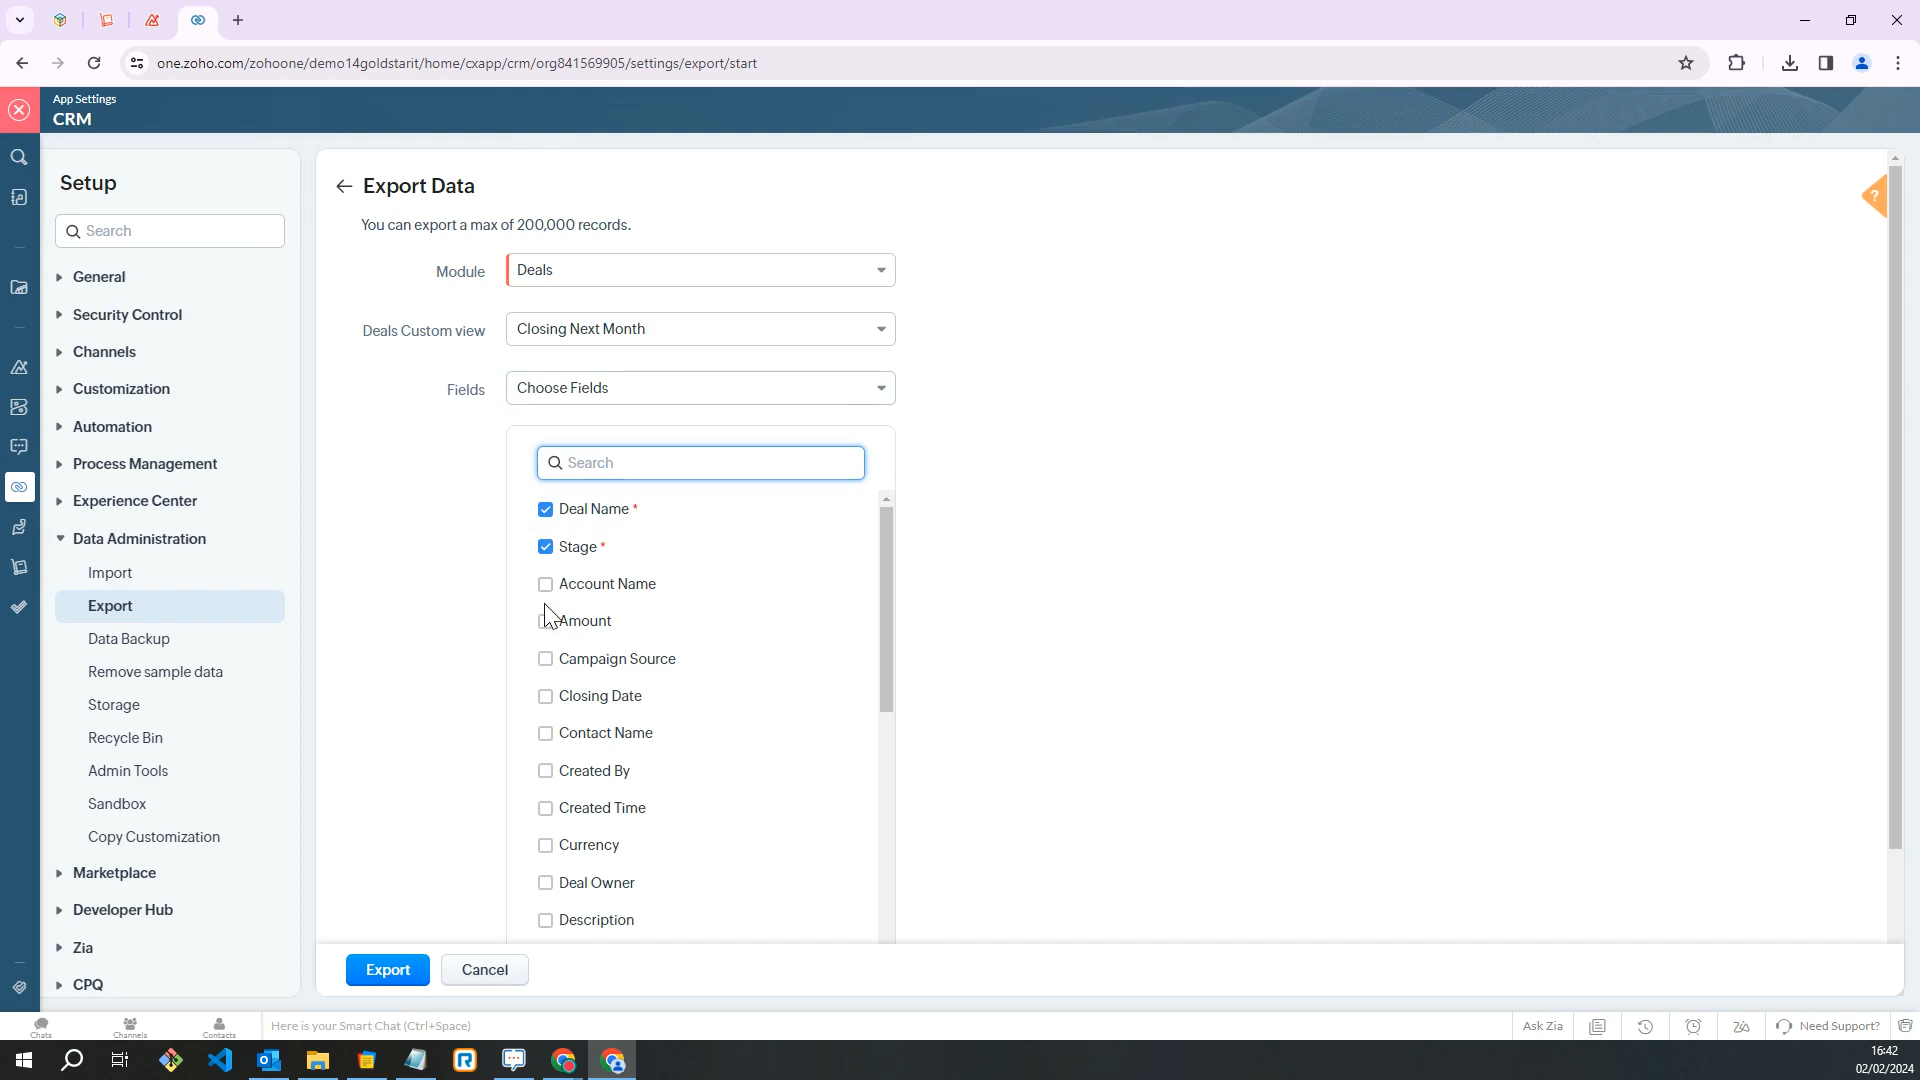 one.zoho.com/zohoone/demo14goldstarit/home/cxapp/crm/org841569905/settings/export/start
App Settings
CRM
Setup
Search
General
Security Control
Channels
Customization
Automation
Process Management
Experience Center
Data Administration
Import
Export
Data Backup
Remove sample data
Storage
Recycle Bin
Admin Tools
Sandbox
Copy Customization
Marketplace
Developer Hub
Zia
CPQ
Export Data
?
You can export a max of 200,000 records.
Module
Deals
Deals Custom view
Closing Next Month
Fields
Choose Fields
Search
Deal Name *
Stage *
Account Name
Amount
Campaign Source
Closing Date
Contact Name
Created By
Created Time
Currency
Deal Owner
Description
Export
Cancel
Chats
Channels
Contacts
Here is your Smart Chat (Ctrl+Space)
Ask Zia
Need Support?
16:42
02/02/2024